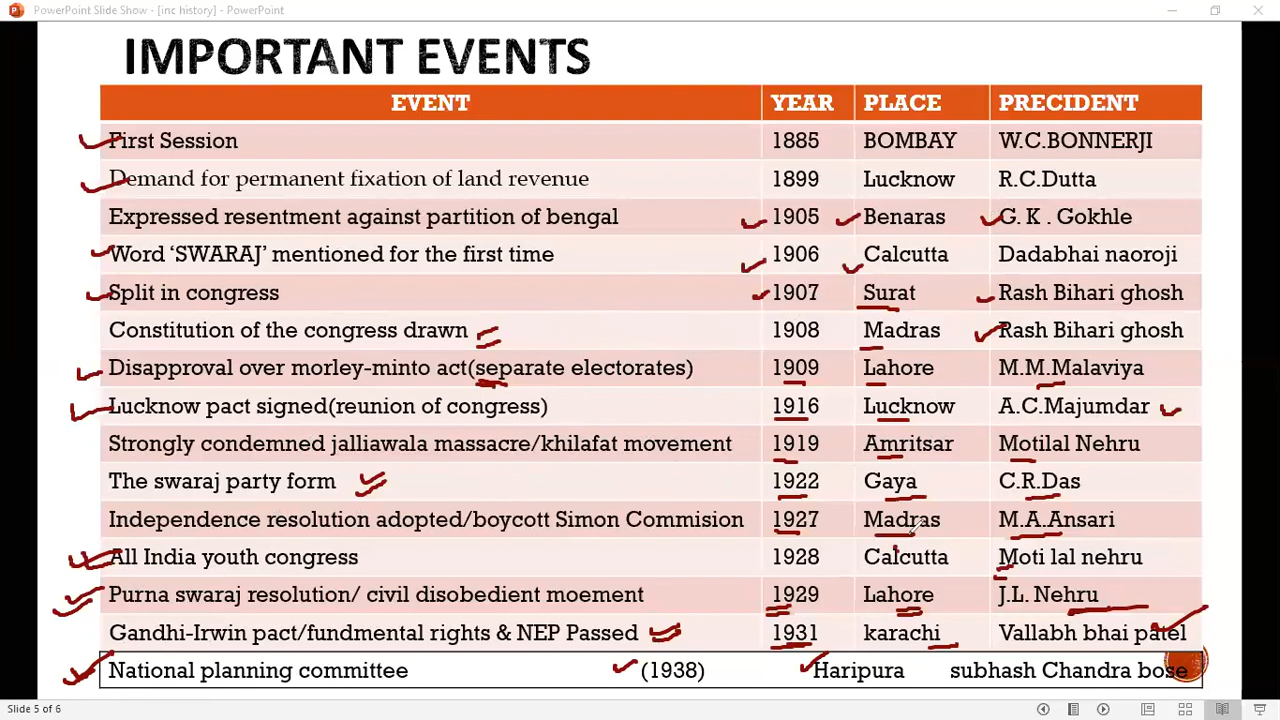 PowerPoint Slide Show - [inc history] - PowerPoint
IMPORTANT EVENTS
EVENT YEAR PLACE PRECIDENT
First Session 1885 BOMBAY W.C.BONNERJI
Demand for permanent fixation of land revenue 1899 Lucknow R.C.Dutta
Expressed resentment against partition of bengal 1905 Benaras G. K . Gokhle
Word ‘SWARAJ’ mentioned for the first time 1906 Calcutta Dadabhai naoroji
Split in congress 1907 Surat Rash Bihari ghosh
Constitution of the congress drawn 1908 Madras Rash Bihari ghosh
Disapproval over morley-minto act(separate electorates) 1909 Lahore M.M.Malaviya
Lucknow pact signed(reunion of congress) 1916 Lucknow A.C.Majumdar
Strongly condemned jalliawala massacre/khilafat movement 1919 Amritsar Motilal Nehru
The swaraj party form 1922 Gaya C.R.Das
Independence resolution adopted/boycott Simon Commision 1927 Madras M.A.Ansari
All India youth congress 1928 Calcutta Moti lal nehru
Purna swaraj resolution/ civil disobedient moement 1929 Lahore J.L. Nehru
Gandhi-Irwin pact/fundmental rights & NEP Passed 1931 karachi Vallabh bhai patel
National planning committee (1938) Haripura subhash Chandra bose
Slide 5 of 6